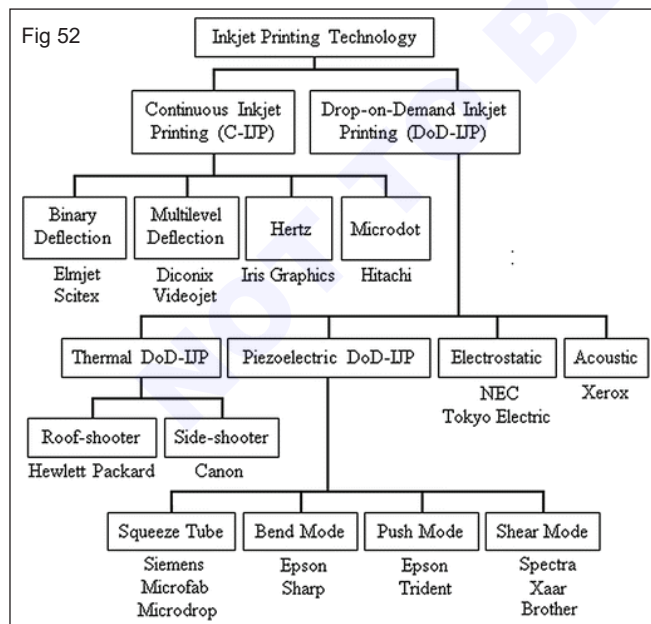 Fig 52
Inkjet Printing Technology
Continuous Inkjet
Printing (C-IJP)
Drop-on-Demand Inkjet
Printing (DoD-IJP)
Binary
Deflection
Multilevel
Deflection
Hertz
Microdot
Elmjet
Scitex
Diconix
Videojet
Iris Graphics
Hitachi
:
Thermal DoD-IJP
Piezoelectric DoD-IJP
Electrostatic
Acoustic
NEC
Tokyo Electric
Xerox
Roof-shooter
Side-shooter
Hewlett Packard
Canon
Squeeze Tube
Bend Mode
Push Mode
Shear Mode
Siemens
Microfab
Microdrop
Epson
Sharp
Epson
Trident
Spectra
Xaar
Brother
NOT TO BE